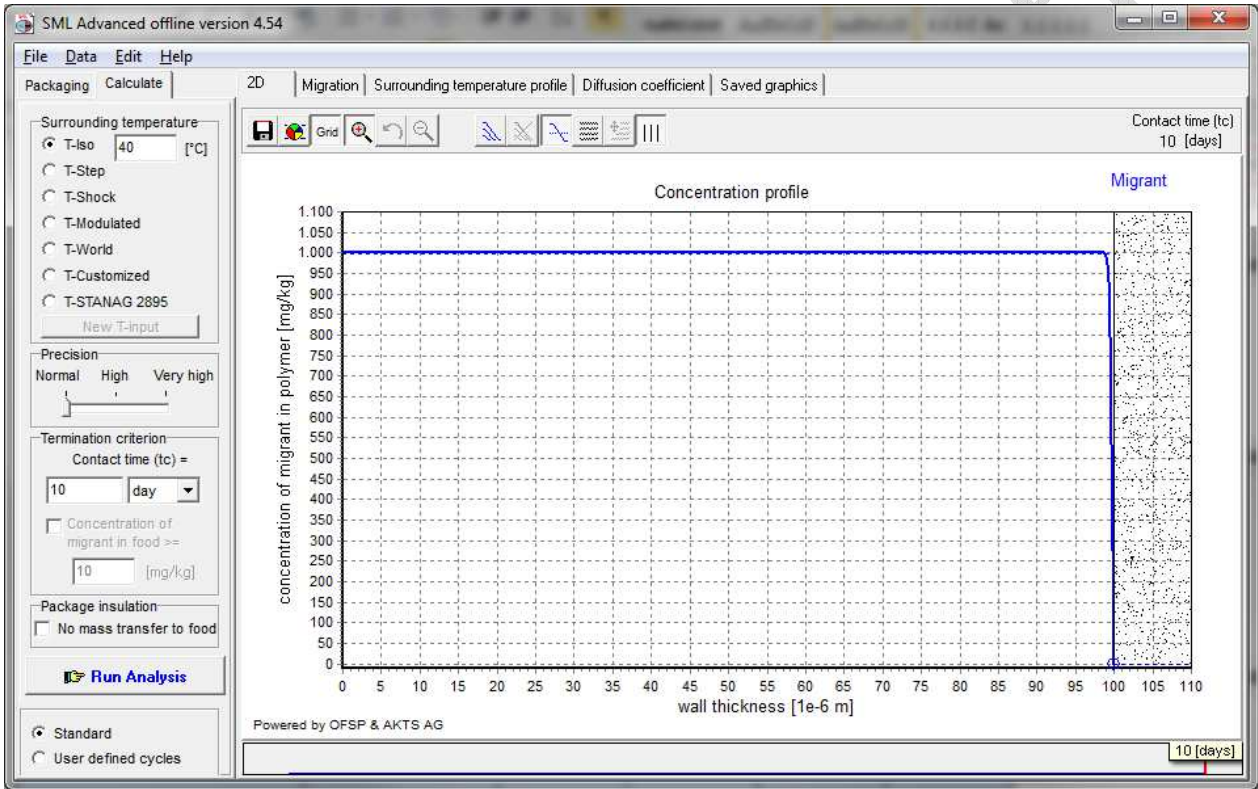 SML Advanced offline version 4.54
File Data Edit Help
Packaging Calculate
2D Migration Surrounding temperature profile Diffusion coefficient Saved graphics
Surrounding temperature
T-Iso 40 [°C]
T-Step
T-Shock
T-Modulated
T-World
T-Customized
T-STANAG 2895
New T-input
Precision
Normal High Very high
Termination criterion
Contact time (tc) =
10 day
Concentration of
migrant in food >=
10 [mg/kg]
Package insulation
No mass transfer to food
Run Analysis
Standard
User defined cycles
Grid
Contact time (tc)
10 [days]
Migrant
Concentration profile
concentration of migrant in polymer [mg/kg]
1.100
1.050
1.000
950
900
850
800
750
700
650
600
550
500
450
400
350
300
250
200
150
100
50
0
0 5 10 15 20 25 30 35 40 45 50 55 60 65 70 75 80 85 90 95 100 105 110
wall thickness [1e-6 m]
Powered by OFSP & AKTS AG
10 [days]